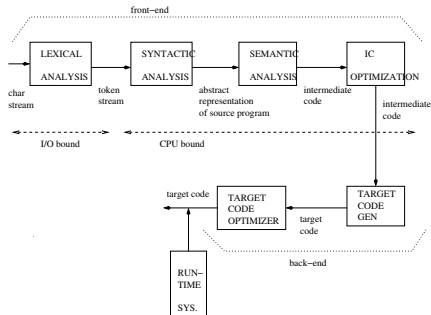 front-end
LEXICAL
ANALYSIS
SYNTACTIC
ANALYSIS
SEMANTIC
ANALYSIS
IC
OPTIMIZATION
char
stream
token
stream
abstract
representation
of source program
intermediate
code
intermediate
code
I/O bound
CPU bound
target code
TARGET
CODE
OPTIMIZER
target
code
TARGET
CODE
GEN
back-end
RUN-
TIME
SYS.